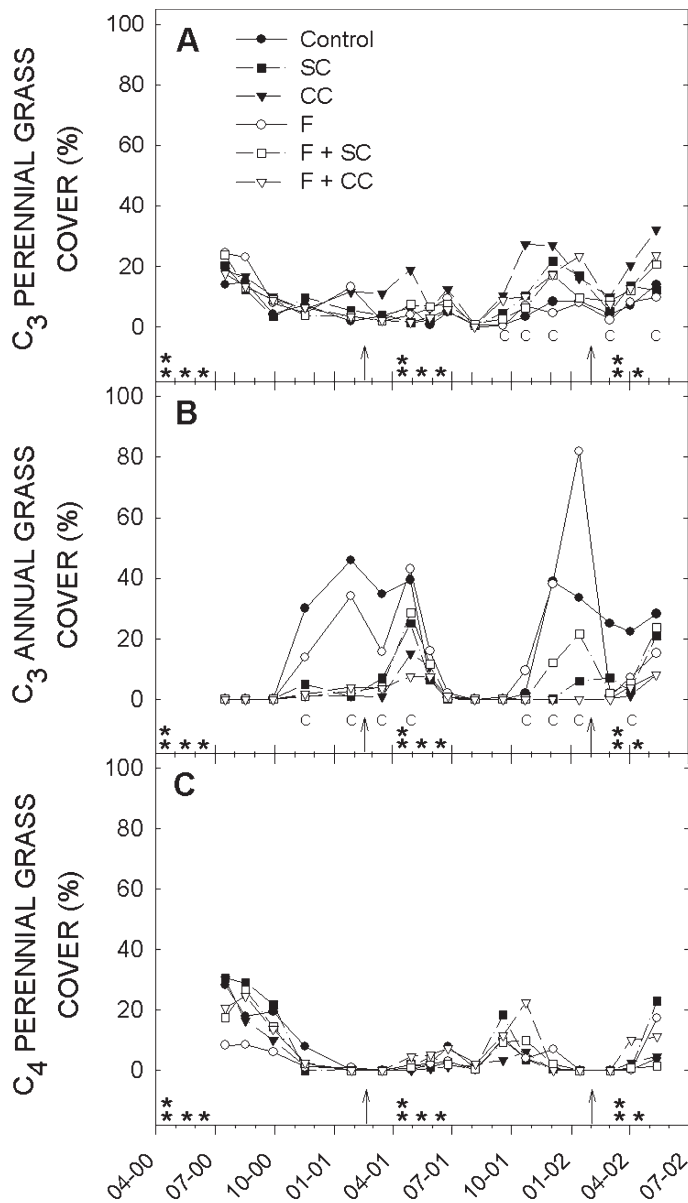 A
Control
SC
CC
F
F + SC
F + CC
C3 PERENNIAL GRASS
COVER (%)
100
80
60
40
20
0
C C C C C
* * * * * * * * *
B
C3 ANNUAL GRASS
COVER (%)
80
60
40
20
0
C C C C C C C C
* * * * * * * * *
C
C4 PERENNIAL GRASS
COVER (%)
100
80
60
40
20
0
* * * * * * * * *
04-00 07-00 10-00 01-01 04-01 07-01 10-01 01-02 04-02 07-02